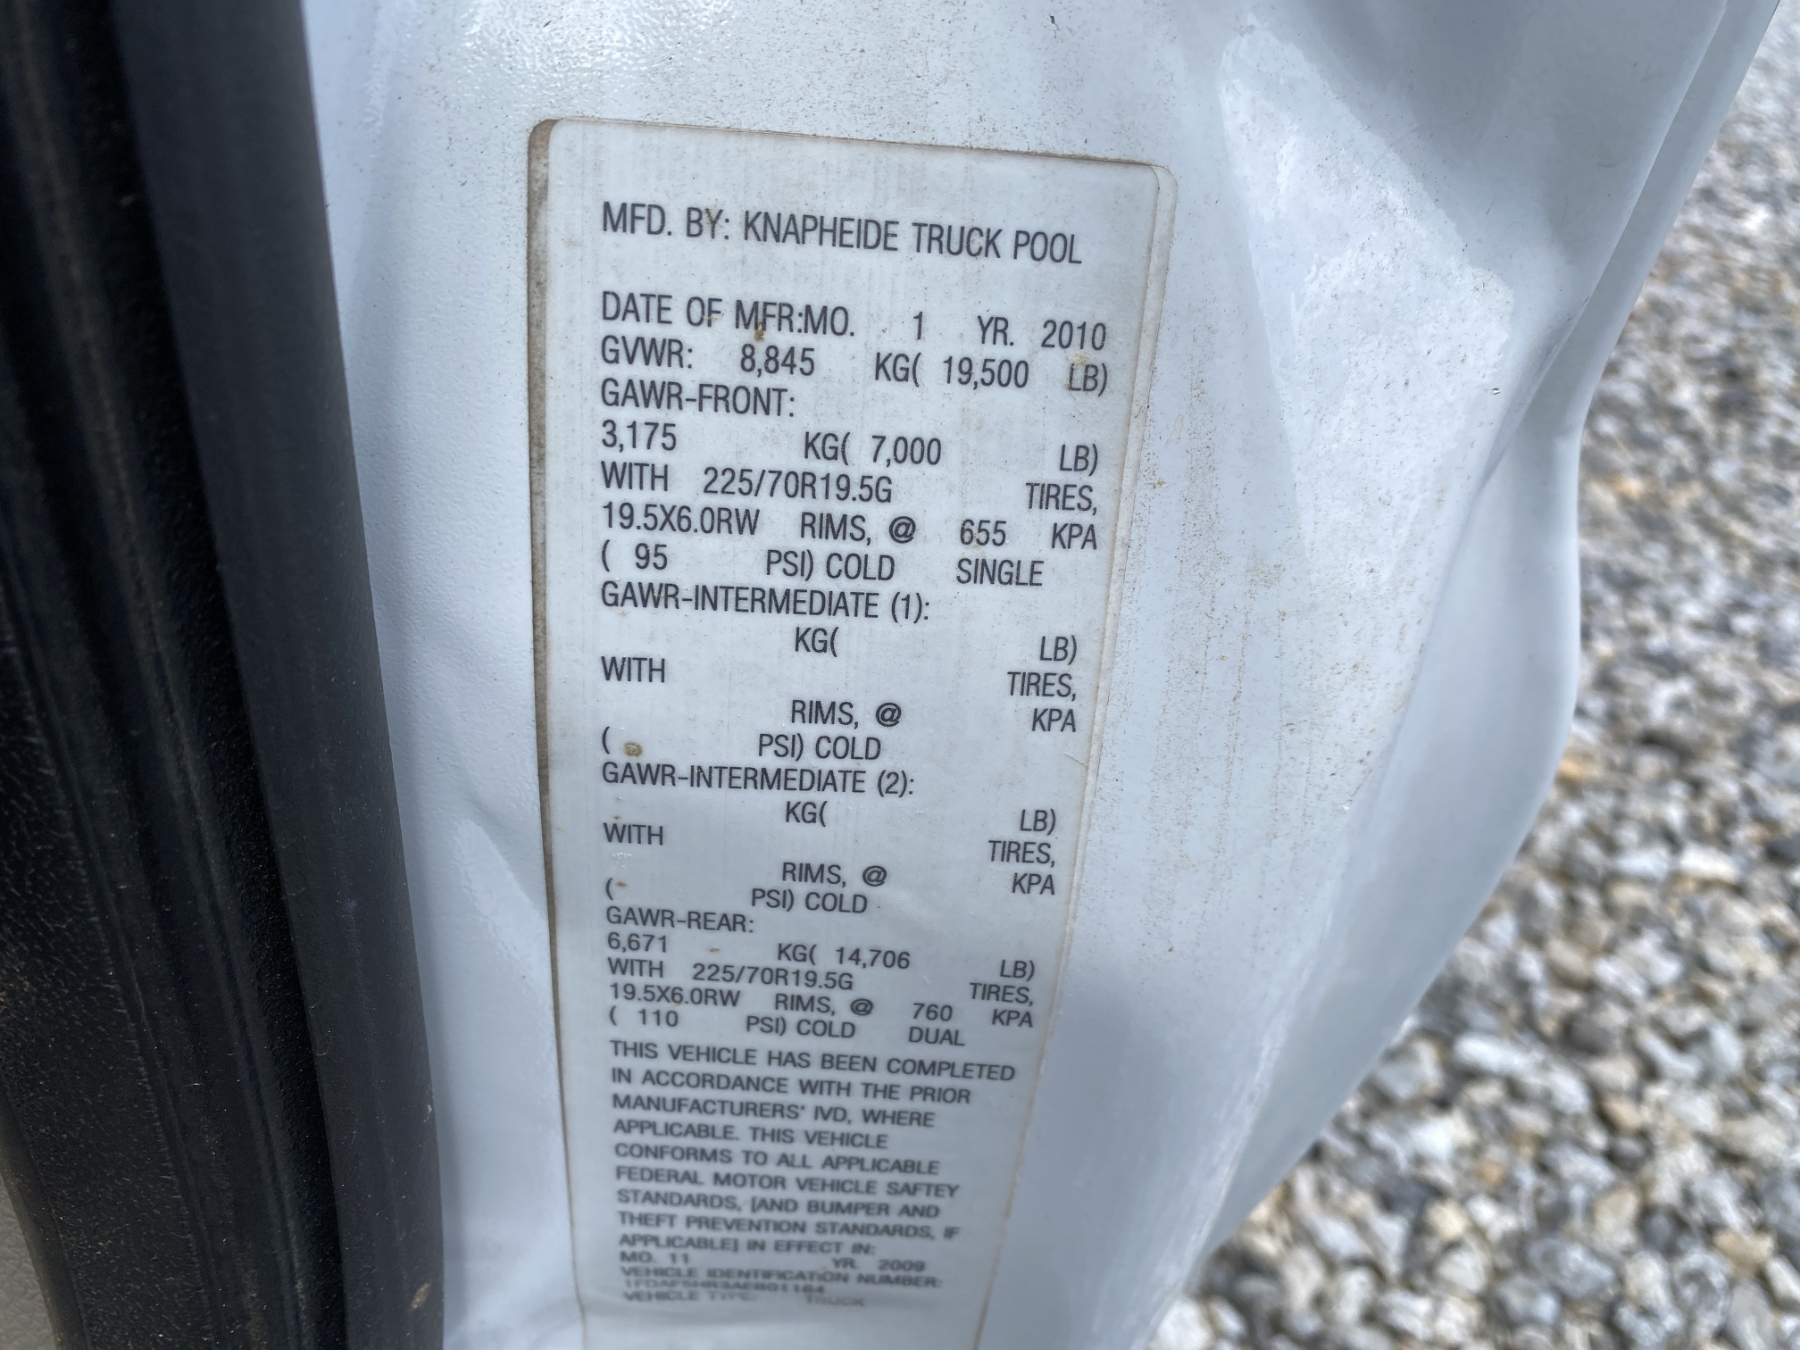 MFD. BY: KNAPHEIDE TRUCK POOL
DATE OF MFR:MO. 1 YR. 2010
GVWR: 8,845 KG( 19,500 LB)
GAWR-FRONT:
3,175 KG( 7,000 LB)
WITH 225/70R19.5G TIRES,
19.5X6.0RW RIMS, @ 655 KPA
( 95 PSI) COLD SINGLE
GAWR-INTERMEDIATE (1):
KG( LB)
WITH TIRES,
RIMS, @ KPA
( PSI) COLD
GAWR-INTERMEDIATE (2):
KG( LB)
WITH TIRES,
RIMS, @ KPA
( PSI) COLD
GAWR-REAR:
6,671 KG( 14,706 LB)
WITH 225/70R19.5G TIRES,
19.5X6.0RW RIMS, @ 760 KPA
( 110 PSI) COLD DUAL
THIS VEHICLE HAS BEEN COMPLETED
IN ACCORDANCE WITH THE PRIOR
MANUFACTURERS' IVD, WHERE
APPLICABLE. THIS VEHICLE
CONFORMS TO ALL APPLICABLE
FEDERAL MOTOR VEHICLE SAFTEY
STANDARDS, [AND BUMPER AND
THEFT PREVENTION STANDARDS, IF
APPLICABLE] IN EFFECT IN:
MO. 11 YR. 2009
VEHICLE IDENTIFICATION NUMBER:
VEHICLE TYPE: TRUCK